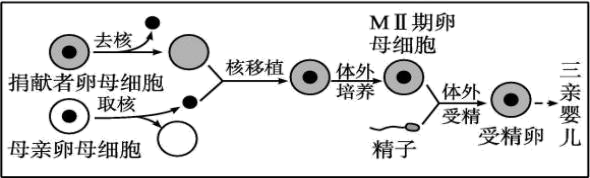 去核
捐献者卵母细胞
取核
母亲卵母细胞
核移植
体外
培养
MⅡ期卵
母细胞
精子
体外
受精
受精卵
三亲婴儿